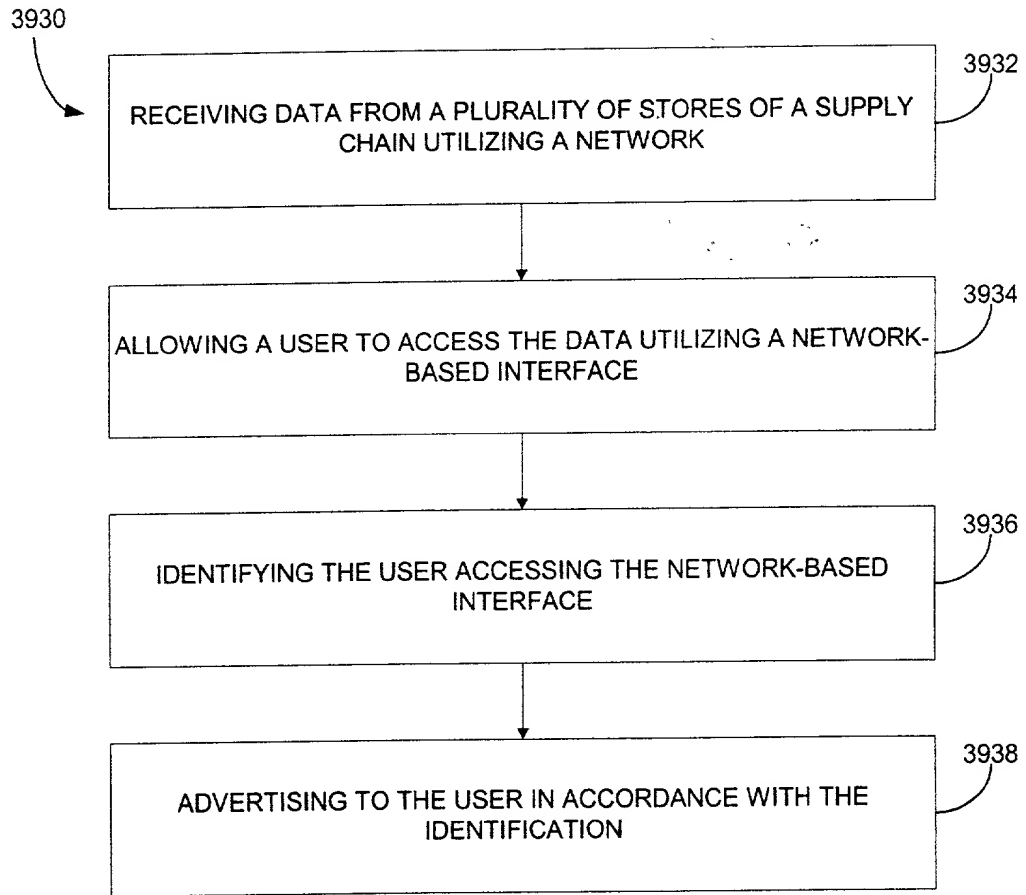 3930
3932
RECEIVING DATA FROM A PLURALITY OF STORES OF A SUPPLY
CHAIN UTILIZING A NETWORK
3934
ALLOWING A USER TO ACCESS THE DATA UTILIZING A NETWORK-
BASED INTERFACE
3936
IDENTIFYING THE USER ACCESSING THE NETWORK-BASED
INTERFACE
3938
ADVERTISING TO THE USER IN ACCORDANCE WITH THE
IDENTIFICATION